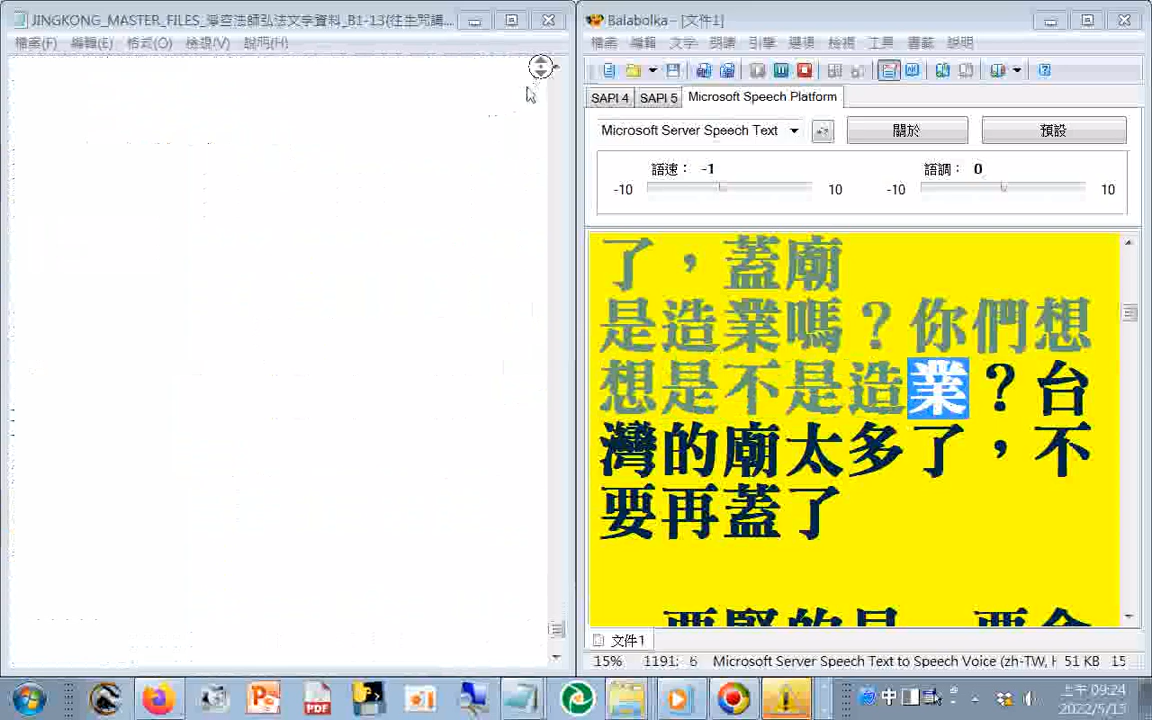 JINGKONG_MASTER_FILES_淨空法師弘法文字資料_B1-13(往生咒講...
檔案(F) 編輯(E) 格式(O) 檢視(V) 說明(H)
Balabolka - [文件1]
檔案 編輯 文字 朗讀 引擎 選項 檢視 工具 書籤 說明
SAPI 4 SAPI 5 Microsoft Speech Platform
Microsoft Server Speech Text 關於 預設
語速： -1 語調： 0
-10 10 -10 10
了，蓋廟
是造業嗎？你們想
想是不是造業？台
灣的廟太多了，不
要再蓋了
文件1
15% 1191: 6 Microsoft Server Speech Text to Speech Voice (zh-TW, H 51 KB 15
中
上午 09:24
2022/5/13